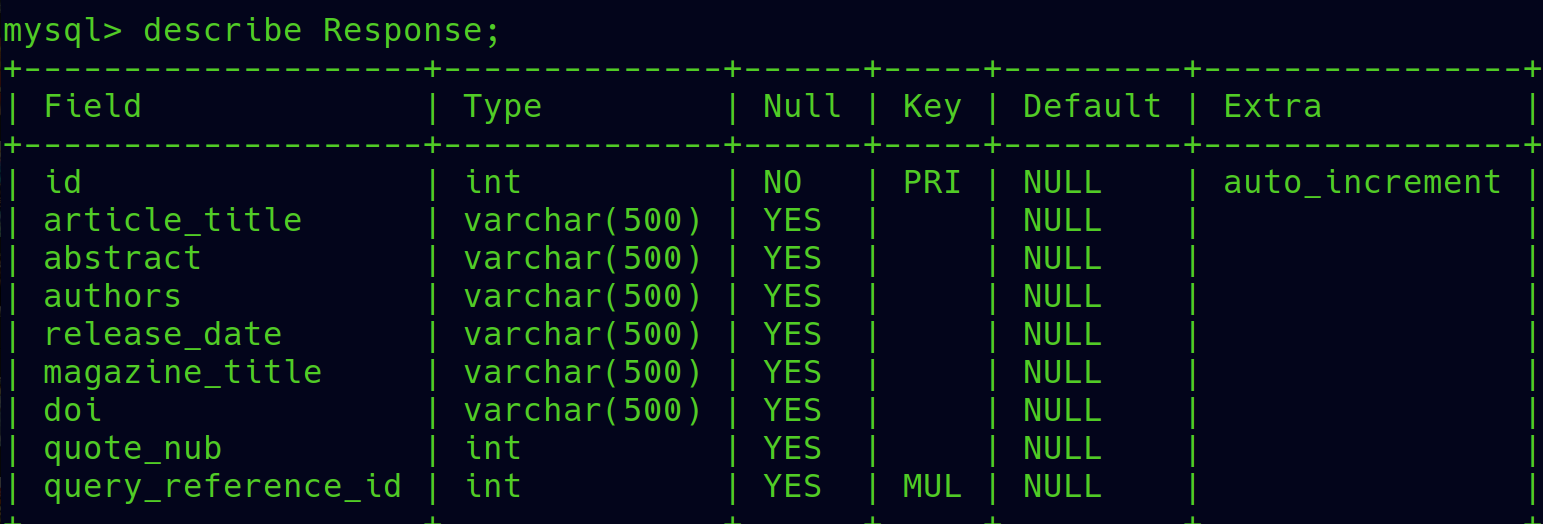 mysql> describe Response;
+--------------------+--------------+------+-----+---------+----------------+
| Field              | Type         | Null | Key | Default | Extra          |
+--------------------+--------------+------+-----+---------+----------------+
| id                 | int          | NO   | PRI | NULL    | auto_increment |
| article_title      | varchar(500) | YES  |     | NULL    |                |
| abstract           | varchar(500) | YES  |     | NULL    |                |
| authors            | varchar(500) | YES  |     | NULL    |                |
| release_date       | varchar(500) | YES  |     | NULL    |                |
| magazine_title     | varchar(500) | YES  |     | NULL    |                |
| doi                | varchar(500) | YES  |     | NULL    |                |
| quote_nub          | int          | YES  |     | NULL    |                |
| query_reference_id | int          | YES  | MUL | NULL    |                |